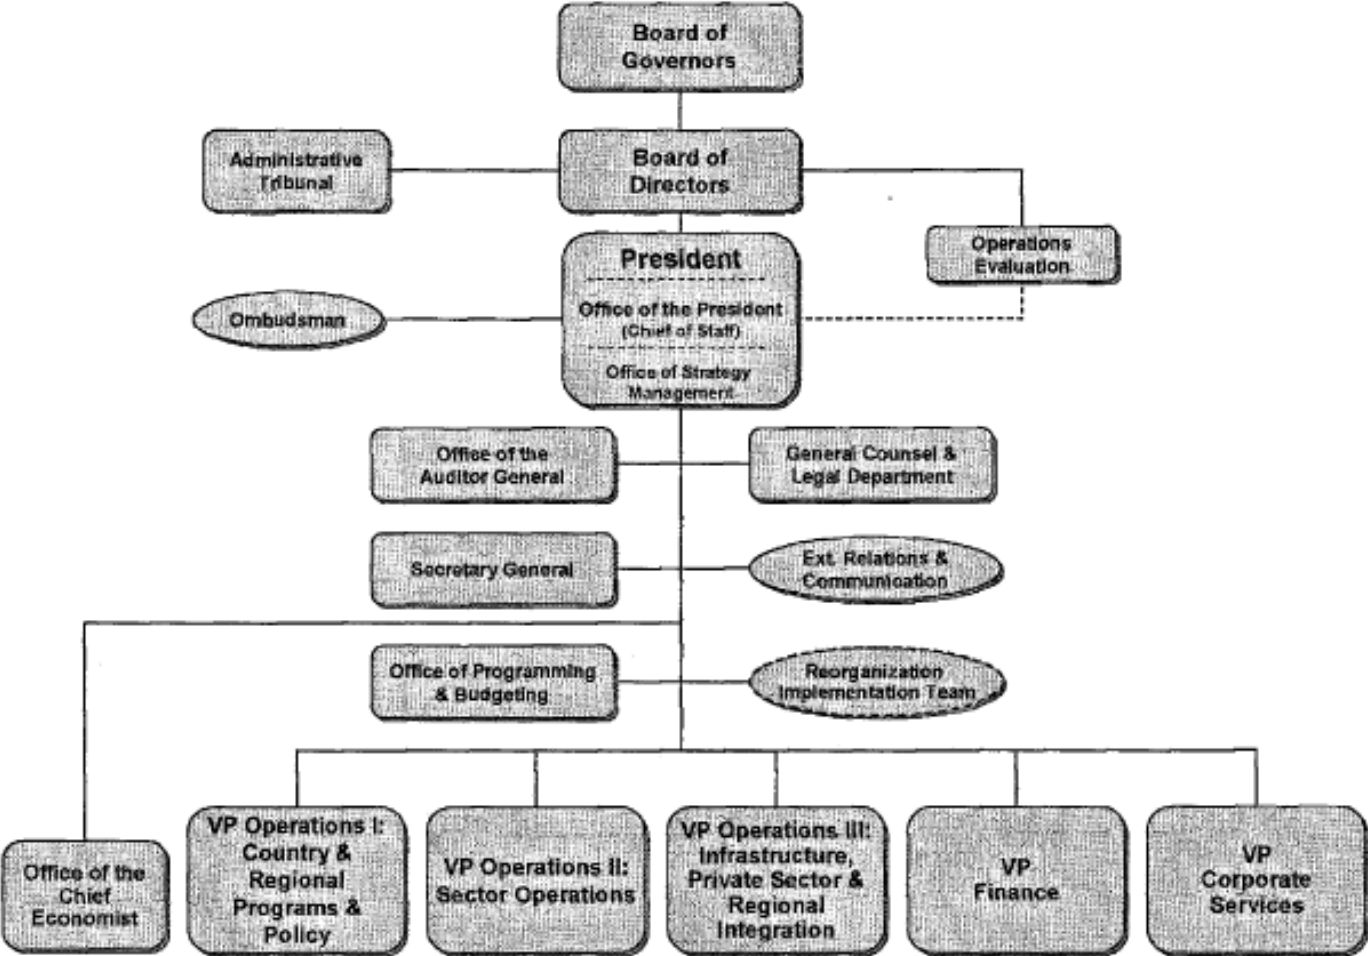 Board of
Governors
Administrative
Tribunal
Board of
Directors
Operations
Evaluation
President
Office of the President
(Chief of Staff)
Office of Strategy
Management
Ombudsman
Office of the
Auditor General
General Counsel &
Legal Department
Secretary General
Ext. Relations &
Communication
Office of Programming
& Budgeting
Reorganization
Implementation Team
Office of the
Chief
Economist
VP Operations I:
Country &
Regional
Programs &
Policy
VP Operations II:
Sector Operations
VP Operations III:
Infrastructure,
Private Sector &
Regional
Integration
VP
Finance
VP
Corporate
Services